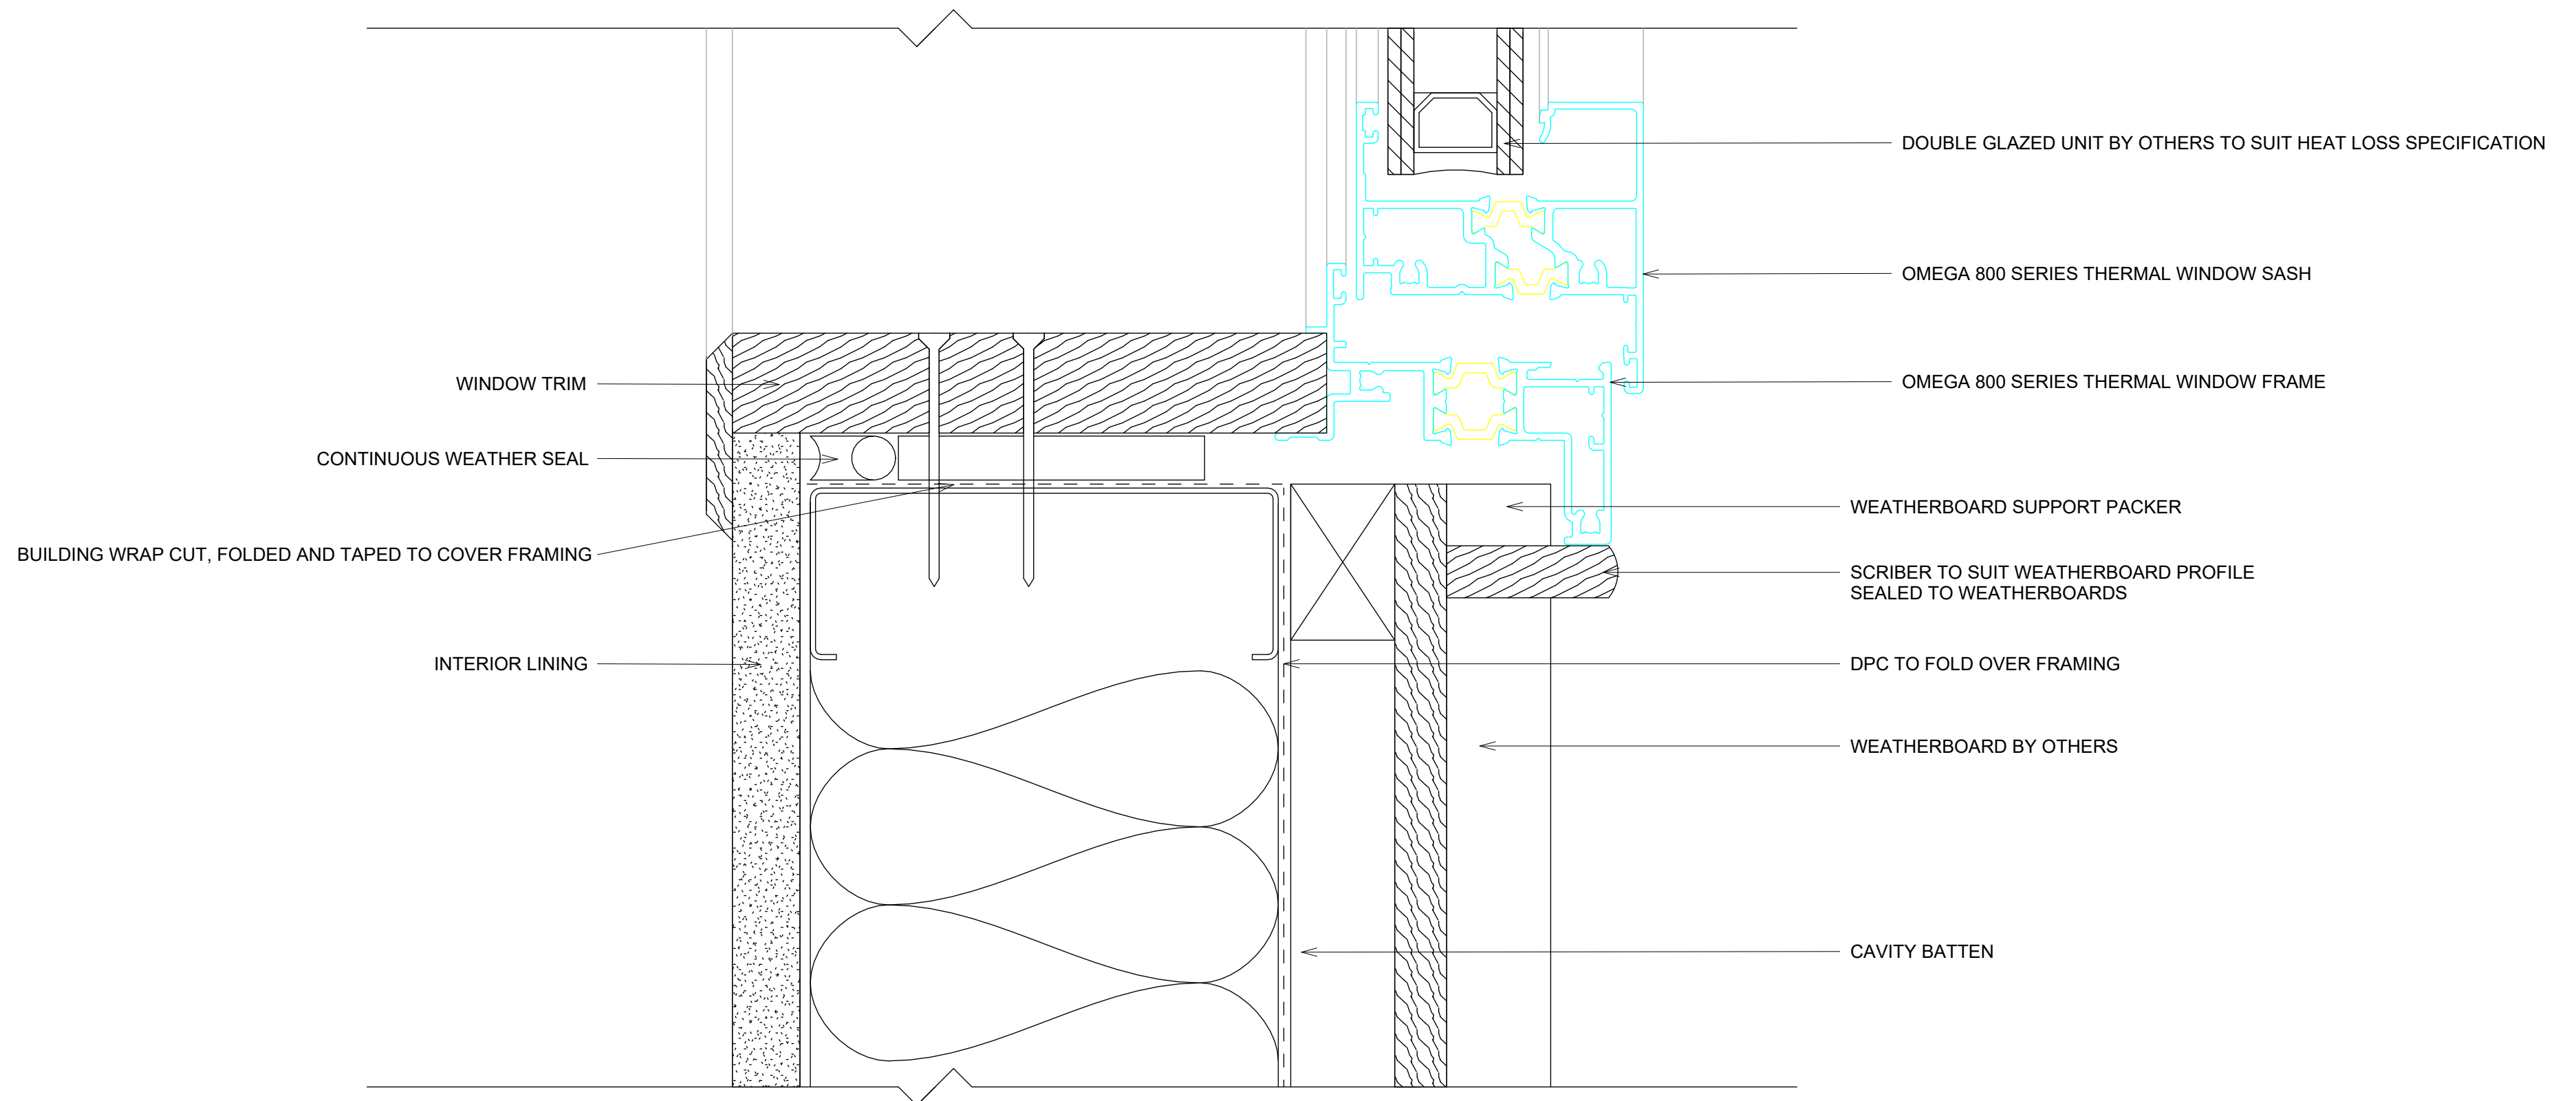 DOUBLE GLAZED UNIT BY OTHERS TO SUIT HEAT LOSS SPECIFICATION
OMEGA 800 SERIES THERMAL WINDOW SASH
WINDOW TRIM
OMEGA 800 SERIES THERMAL WINDOW FRAME
CONTINUOUS WEATHER SEAL
WEATHERBOARD SUPPORT PACKER
BUILDING WRAP CUT, FOLDED AND TAPED TO COVER FRAMING
SCRIBER TO SUIT WEATHERBOARD PROFILE
SEALED TO WEATHERBOARDS
INTERIOR LINING
DPC TO FOLD OVER FRAMING
WEATHERBOARD BY OTHERS
CAVITY BATTEN